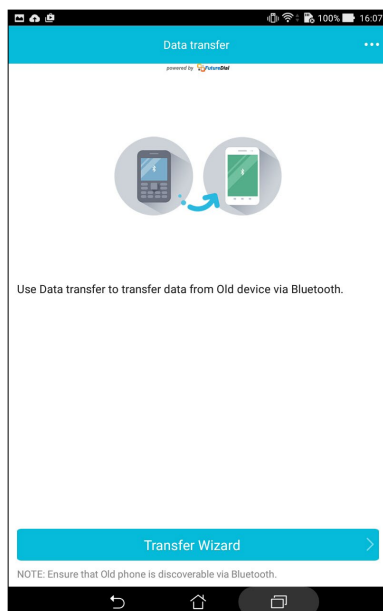 100% 16:07
Data transfer
powered by FutureDial
Use Data transfer to transfer data from Old device via Bluetooth.
Transfer Wizard
NOTE: Ensure that Old phone is discoverable via Bluetooth.